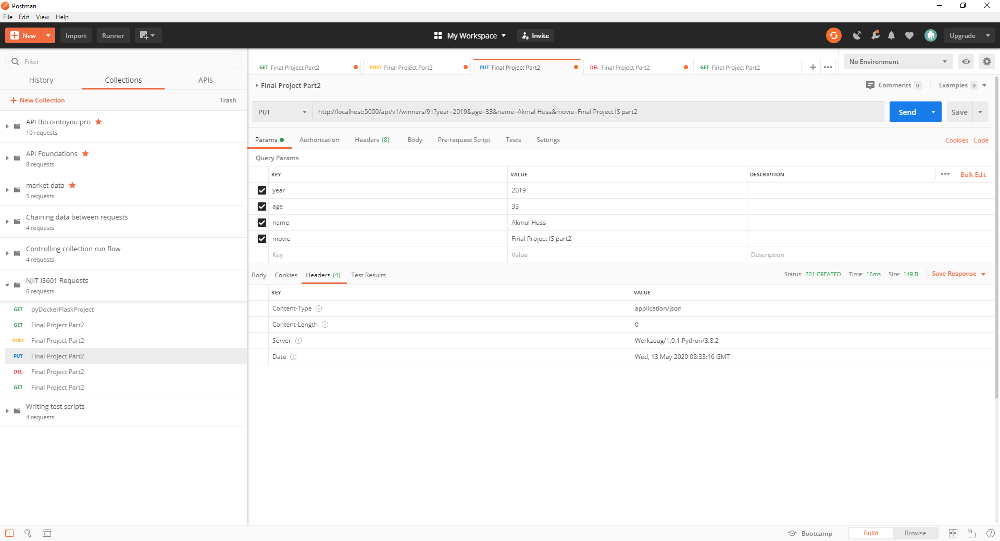 Postman
File Edit View Help
New Import Runner My Workspace Invite Upgrade
Filter
History Collections APIs
New Collection Trash
API Bitcointoyou pro
10 requests
API Foundations
8 requests
market data
5 requests
Chaining data between requests
4 requests
Controlling collection run flow
4 requests
NJIT IS601 Requests
6 requests
GET pyDockerFlaskProject
GET Final Project Part2
POST Final Project Part2
PUT Final Project Part2
DEL Final Project Part2
GET Final Project Part2
Writing test scripts
4 requests
GET Final Project Part2 POST Final Project Part2 PUT Final Project Part2 DEL Final Project Part2 GET Final Project Part2 No Environment
Final Project Part2 Comments 0 Examples 0
PUT http://localhost:5000/api/v1/winners/91?year=2019&age=33&name=Akmal Huss&movie=Final Project IS part2 Send Save
Params Authorization Headers (8) Body Pre-request Script Tests Settings Cookies Code
Query Params
KEY VALUE DESCRIPTION Bulk Edit
year 2019
age 33
name Akmal Huss
movie Final Project IS part2
Key Value Description
Body Cookies Headers (4) Test Results Status: 201 CREATED Time: 16ms Size: 149 B Save Response
KEY VALUE
Content-Type application/json
Content-Length 0
Server Werkzeug/1.0.1 Python/3.8.2
Date Wed, 13 May 2020 08:33:16 GMT
Bootcamp Build Browse